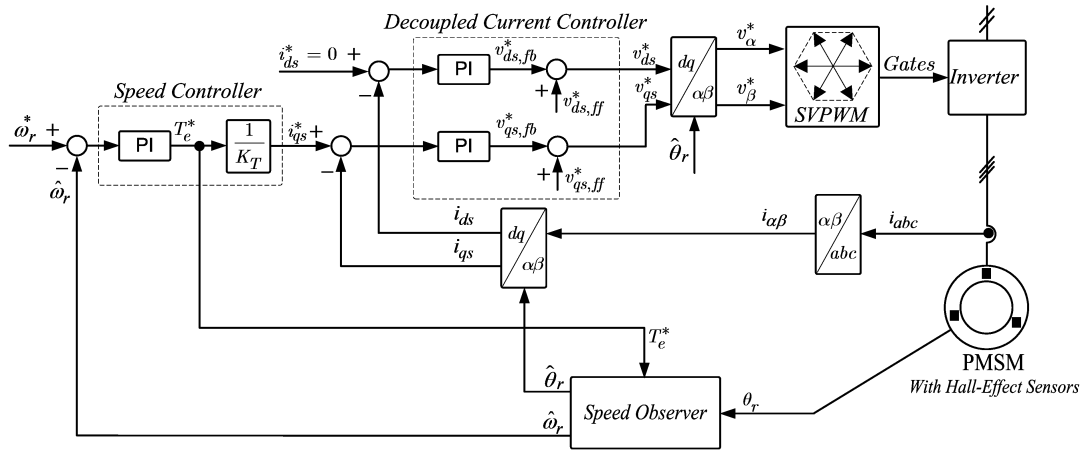 Decoupled Current Controller
i*ds = 0 +
−
PI
v*ds,fb
+
v*ds,ff
v*ds
v*qs
dq
αβ
θ̂r
v*α
v*β
SVPWM
Gates
Inverter
Speed Controller
ω*r +
−
ω̂r
PI
T*e
1
KT
i*qs +
−
PI
v*qs,fb
+
v*qs,ff
ids
iqs
dq
αβ
iαβ
αβ
abc
iabc
T*e
θ̂r
ω̂r
Speed Observer
θr
PMSM
With Hall-Effect Sensors